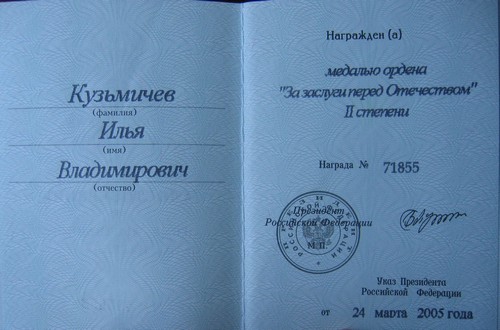 Кузьмичев
(фамилия)
Илья
(имя)
Владимирович
(отчество)
Награжден (а)
медалью ордена
"За заслуги перед Отечеством"
II степени
Награда № 71855
Президент
Российской Федерации
М.П.
Указ Президента
Российской Федерации
от 24 марта 2005 года